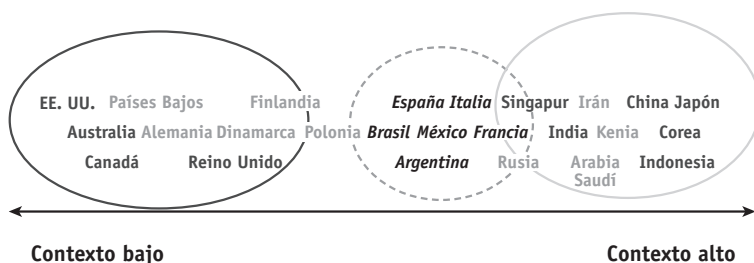 EE. UU. Países Bajos Finlandia España Italia Singapur Irán China Japón
Australia Alemania Dinamarca Polonia Brasil México Francia India Kenia Corea
Canadá Reino Unido Argentina Rusia Arabia Saudí Indonesia
Contexto bajo Contexto alto